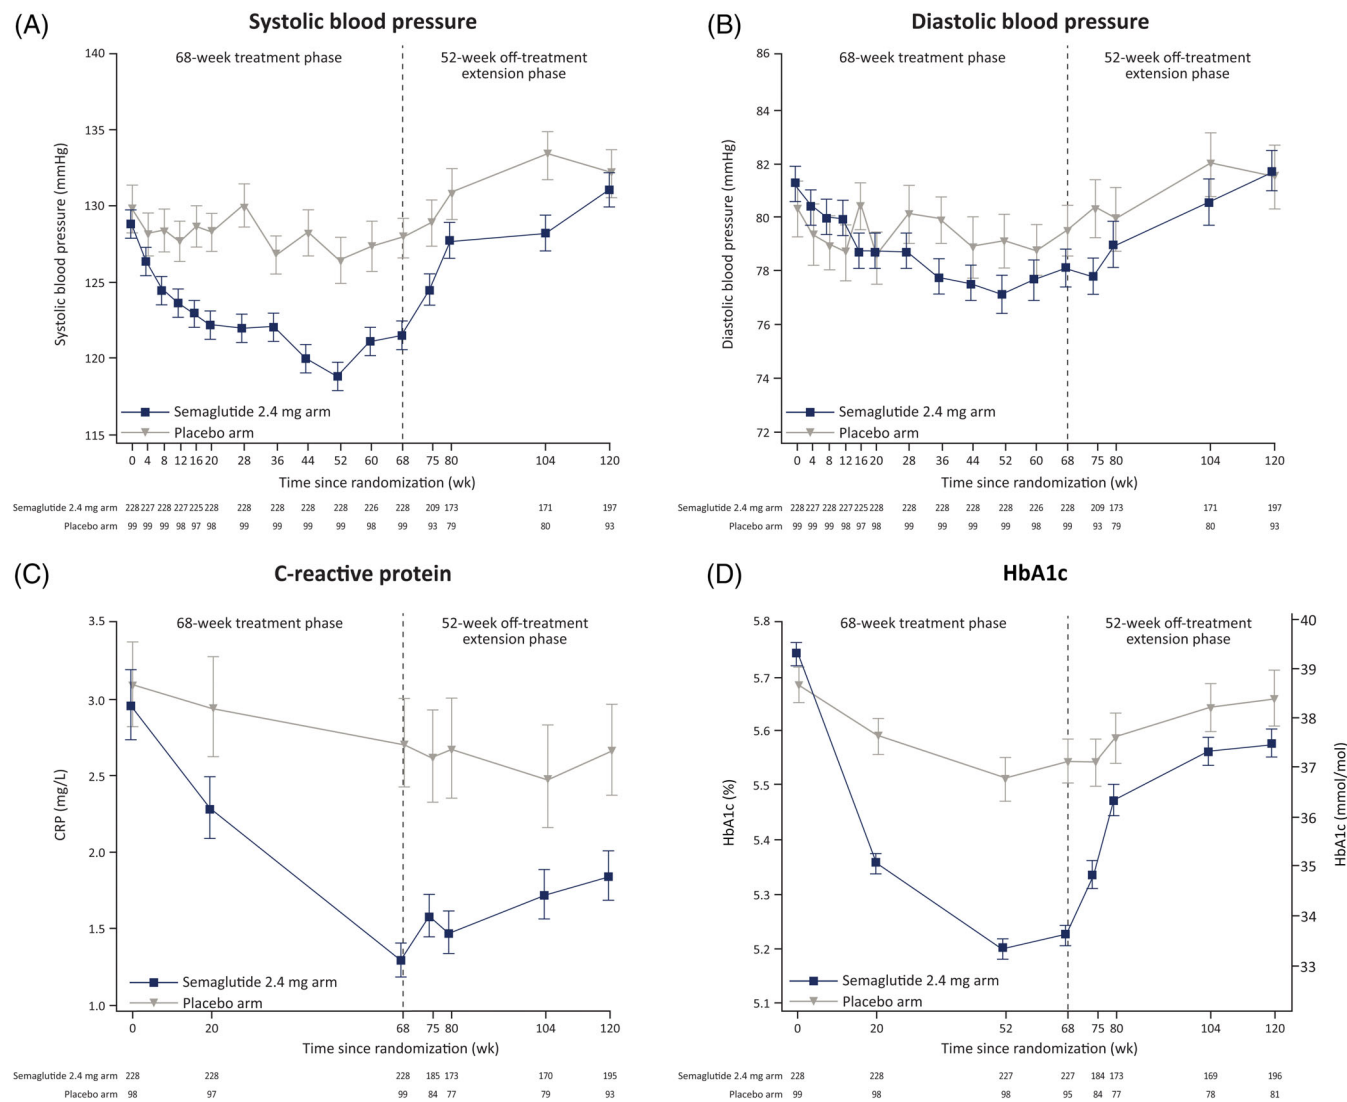 (A) Systolic blood pressure
68-week treatment phase
52-week off-treatment
extension phase
140
135
130
125
120
115
Systolic blood pressure (mmHg)
Semaglutide 2.4 mg arm
Placebo arm
0 4 8 12 16 20 28 36 44 52 60 68 75 80 104 120
Time since randomization (wk)
Semaglutide 2.4 mg arm 228 227 228 227 225 228 228 228 228 228 226 228 209 173 171 197
Placebo arm 99 99 99 98 97 98 99 99 99 99 98 99 93 79 80 93
(B) Diastolic blood pressure
68-week treatment phase
52-week off-treatment
extension phase
86
84
82
80
78
76
74
72
Diastolic blood pressure (mmHg)
Semaglutide 2.4 mg arm
Placebo arm
0 4 8 12 16 20 28 36 44 52 60 68 75 80 104 120
Time since randomization (wk)
Semaglutide 2.4 mg arm 228 227 228 227 225 228 228 228 228 228 226 228 209 173 171 197
Placebo arm 99 99 99 98 97 98 99 99 99 99 98 99 93 79 80 93
(C) C-reactive protein
68-week treatment phase
52-week off-treatment
extension phase
3.5
3.0
2.5
2.0
1.5
1.0
CRP (mg/L)
Semaglutide 2.4 mg arm
Placebo arm
0 20 68 75 80 104 120
Time since randomization (wk)
Semaglutide 2.4 mg arm 228 228 228 185 173 170 195
Placebo arm 98 97 99 84 77 79 93
(D) HbA1c
68-week treatment phase
52-week off-treatment
extension phase
5.8
5.7
5.6
5.5
5.4
5.3
5.2
5.1
HbA1c (%)
40
39
38
37
36
35
34
33
HbA1c (mmol/mol)
Semaglutide 2.4 mg arm
Placebo arm
0 20 52 68 75 80 104 120
Time since randomization (wk)
Semaglutide 2.4 mg arm 228 228 227 227 184 173 169 196
Placebo arm 99 98 98 95 84 77 78 81